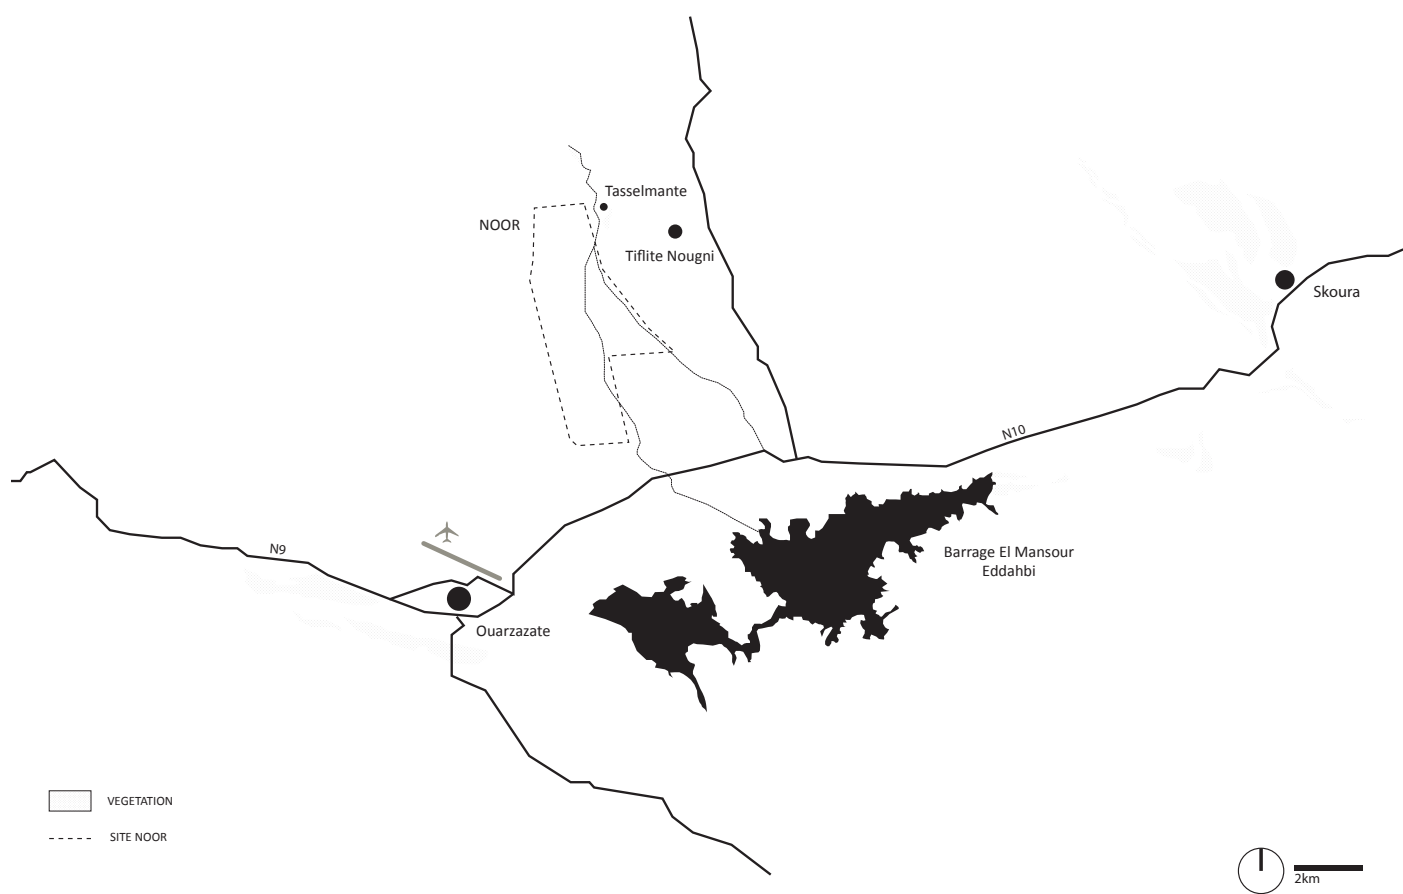 Tasselmante
NOOR
Tiflite Nougni
Skoura
N10
N9
Barrage El Mansour
Eddahbi
Ouarzazate
VEGETATION
SITE NOOR
2km